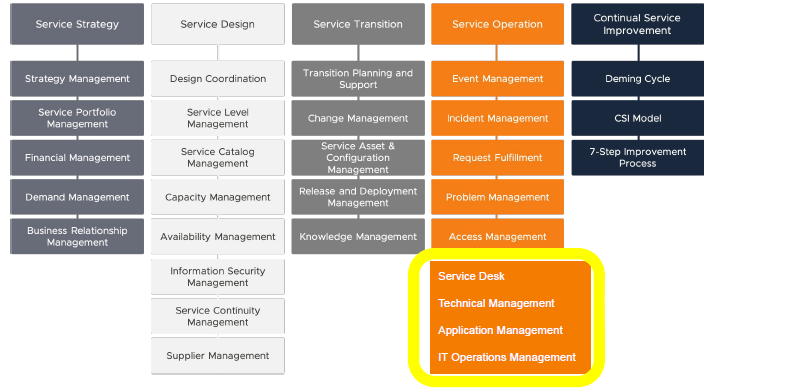 Service Strategy
Strategy Management
Service Portfolio
Management
Financial Management
Demand Management
Business Relationship
Management
Service Design
Design Coordination
Service Level
Management
Service Catalog
Management
Capacity Management
Availability Management
Information Security
Management
Service Continuity
Management
Supplier Management
Service Transition
Transition Planning and
Support
Change Management
Service Asset &
Configuration
Management
Release and Deployment
Management
Knowledge Management
Service Operation
Event Management
Incident Management
Request Fulfillment
Problem Management
Access Management
Service Desk
Technical Management
Application Management
IT Operations Management
Continual Service
Improvement
Deming Cycle
CSI Model
7-Step Improvement
Process